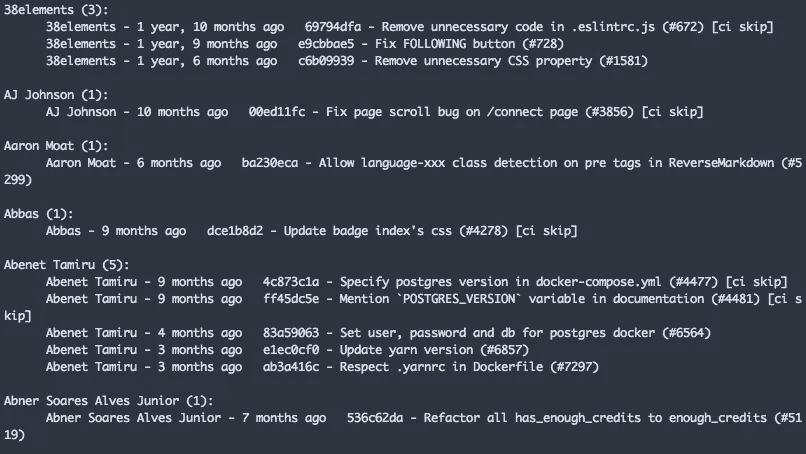 38elements (3):
38elements - 1 year, 10 months ago   69794dfa - Remove unnecessary code in .eslintrc.js (#672) [ci skip]
38elements - 1 year, 9 months ago   e9cbbae5 - Fix FOLLOWING button (#728)
38elements - 1 year, 6 months ago   c6b09939 - Remove unnecessary CSS property (#1581)
AJ Johnson (1):
AJ Johnson - 10 months ago   00ed11fc - Fix page scroll bug on /connect page (#3856) [ci skip]
Aaron Moat (1):
Aaron Moat - 6 months ago   ba230eca - Allow language-xxx class detection on pre tags in ReverseMarkdown (#5
299)
Abbas (1):
Abbas - 9 months ago   dce1b8d2 - Update badge index's css (#4278) [ci skip]
Abenet Tamiru (5):
Abenet Tamiru - 9 months ago   4c873c1a - Specify postgres version in docker-compose.yml (#4477) [ci skip]
Abenet Tamiru - 9 months ago   ff45dc5e - Mention `POSTGRES_VERSION` variable in documentation (#4481) [ci s
kip]
Abenet Tamiru - 4 months ago   83a59063 - Set user, password and db for postgres docker (#6564)
Abenet Tamiru - 3 months ago   e1ec0cf0 - Update yarn version (#6857)
Abenet Tamiru - 3 months ago   ab3a416c - Respect .yarnrc in Dockerfile (#7297)
Abner Soares Alves Junior (1):
Abner Soares Alves Junior - 7 months ago   536c62da - Refactor all has_enough_credits to enough_credits (#51
19)